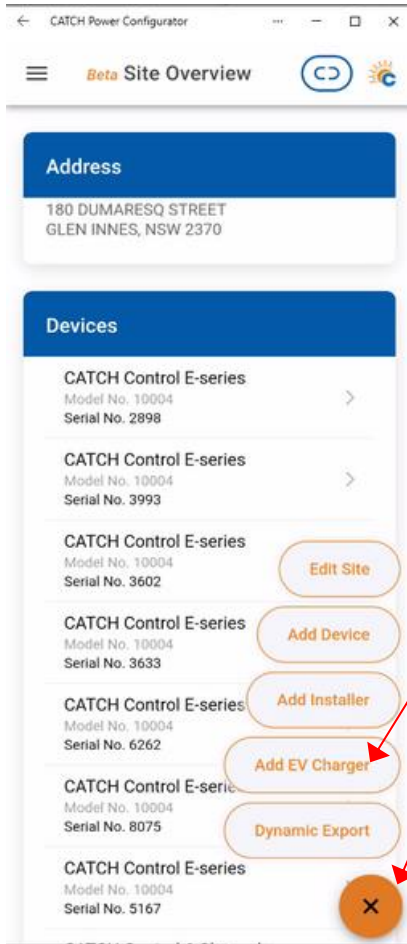 CATCH Power Configurator
Beta Site Overview
Address
180 DUMARESQ STREET
GLEN INNES, NSW 2370
Devices
CATCH Control E-series
Model No. 10004
Serial No. 2898
CATCH Control E-series
Model No. 10004
Serial No. 3993
CATCH Control E-series
Model No. 10004
Serial No. 3602
Edit Site
CATCH Control E-series
Model No. 10004
Serial No. 3633
Add Device
CATCH Control E-series
Model No. 10004
Serial No. 6262
Add Installer
Add EV Charger
CATCH Control E-serie
Model No. 10004
Serial No. 8075
Dynamic Export
CATCH Control E-series
Model No. 10004
Serial No. 5167